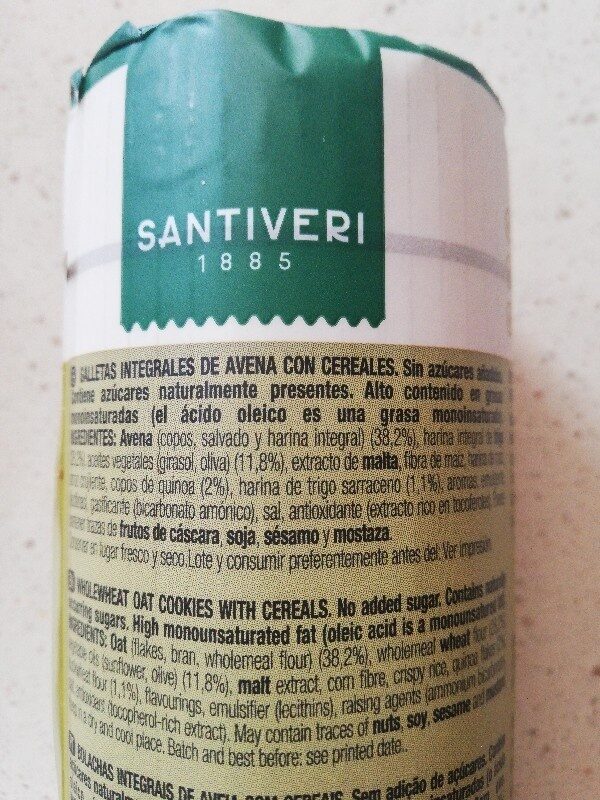 SANTIVERI
1885
GALLETAS INTEGRALES DE AVENA CON CEREALES. Sin azúcares
Contiene azúcares naturalmente presentes. Alto contenido en
monoinsaturadas (el ácido oleico es una grasa
INGREDIENTES: Avena (copos, salvado y harina integral) (38,2%), harina integral de
aceites vegetales (girasol, oliva) (11,8%), extracto de malta, fibra de maíz,
copos de quinoa (2%), harina de trigo sarraceno (1,1%), aromas,
gasificante (bicarbonato amónico), sal, antioxidante (extracto rico en tocoferoles).
trazas de frutos de cáscara, soja, sésamo y mostaza.
en lugar fresco y seco. Lote y consumir preferentemente antes del: Ver
WHOLEWHEAT OAT COOKIES WITH CEREALS. No added sugar. Contains
sugars. High monounsaturated fat (oleic acid is a monounsaturated
INGREDIENTS: Oat (flakes, bran, wholemeal flour) (38,2%), wholemeal wheat flour
oils (sunflower, olive) (11,8%), malt extract, corn fibre, crispy rice, quinoa
flour (1,1%), flavourings, emulsifier (lecithins), raising agents (ammonium
antioxidant (tocopherol-rich extract). May contain traces of nuts, soy, sesame and
in a dry and cool place. Batch and best before: see printed date.
BOLACHAS INTEGRAIS DE AVEIA COM CEREAIS. Sem adição de açúcares.